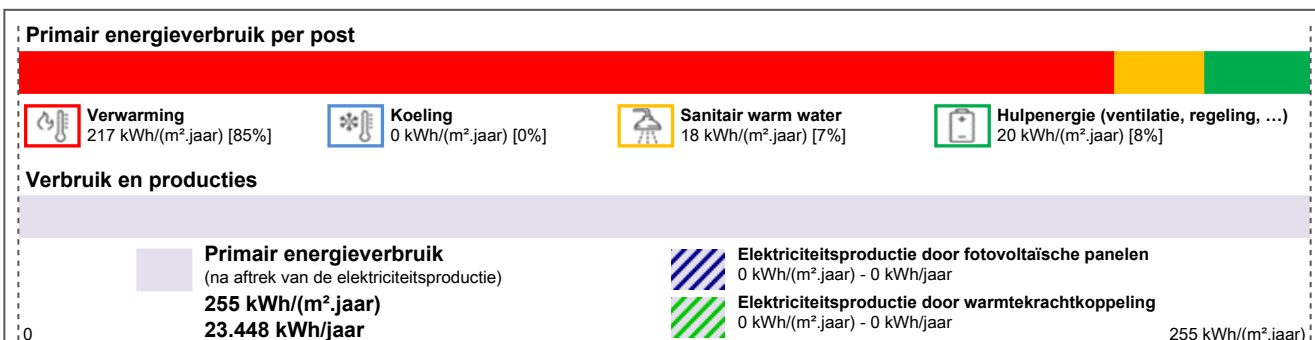 Primair energieverbruik per post
Verwarming
217 kWh/(m².jaar) [85%]
Koeling
0 kWh/(m².jaar) [0%]
Sanitair warm water
18 kWh/(m².jaar) [7%]
Hulpenergie (ventilatie, regeling, …)
20 kWh/(m².jaar) [8%]
Verbruik en producties
Primair energieverbruik
(na aftrek van de elektriciteitsproductie)
255 kWh/(m².jaar)
23.448 kWh/jaar
Elektriciteitsproductie door fotovoltaïsche panelen
0 kWh/(m².jaar) - 0 kWh/jaar
Elektriciteitsproductie door warmtekrachtkoppeling
0 kWh/(m².jaar) - 0 kWh/jaar
0
255 kWh/(m².jaar)